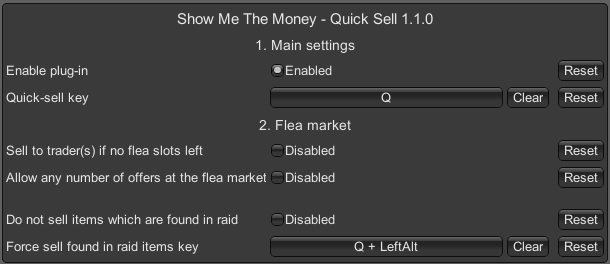 Show Me The Money - Quick Sell 1.1.0
1. Main settings
Enable plug-in Enabled Reset
Quick-sell key Q Clear Reset
2. Flea market
Sell to trader(s) if no flea slots left Disabled Reset
Allow any number of offers at the flea market Disabled Reset
Do not sell items which are found in raid Disabled Reset
Force sell found in raid items key Q + LeftAlt Clear Reset